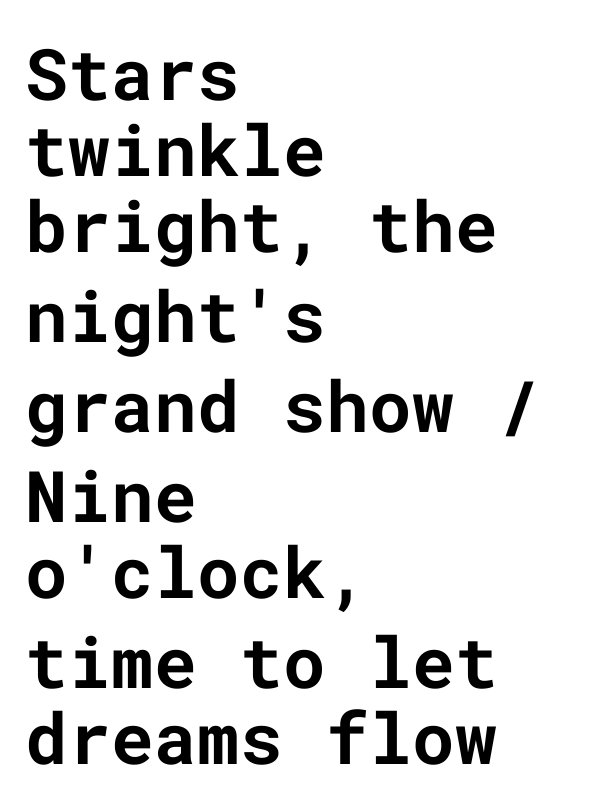 Stars
twinkle
bright, the
night's
grand show /
Nine
o'clock,
time to let
dreams flow